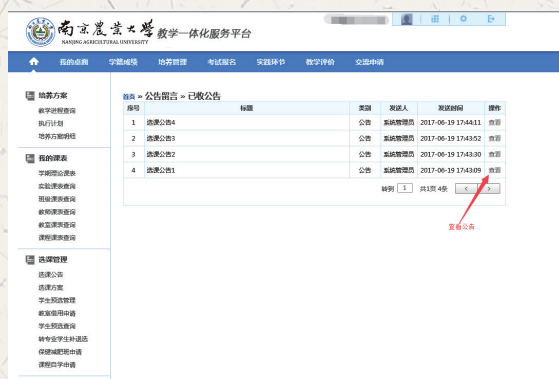 南京農業大學 教学一体化服务平台
NANJING AGRICULTURAL UNIVERSITY
我的桌面 学籍成绩 培养管理 考试报名 实践环节 教学评价 交流申请
培养方案
教学进程查询
执行计划
培养方案明细
我的课表
学期理论课表
实验课表查询
班级课表查询
教师课表查询
教室课表查询
课程课表查询
选课管理
选课公告
选课方案
学生预选管理
教室借用申请
学生预选查询
转专业学生补退选
保健减肥班申请
课程自学申请
首页 » 公告留言 » 已收公告
序号 标题 类别 发送人 发送时间 操作
1 选课公告4 公告 系统管理员 2017-06-19 17:44:11 查看
2 选课公告3 公告 系统管理员 2017-06-19 17:43:52 查看
3 选课公告2 公告 系统管理员 2017-06-19 17:43:30 查看
4 选课公告1 公告 系统管理员 2017-06-19 17:43:09 查看
转到 1 共1页 4条 < >
查看公告